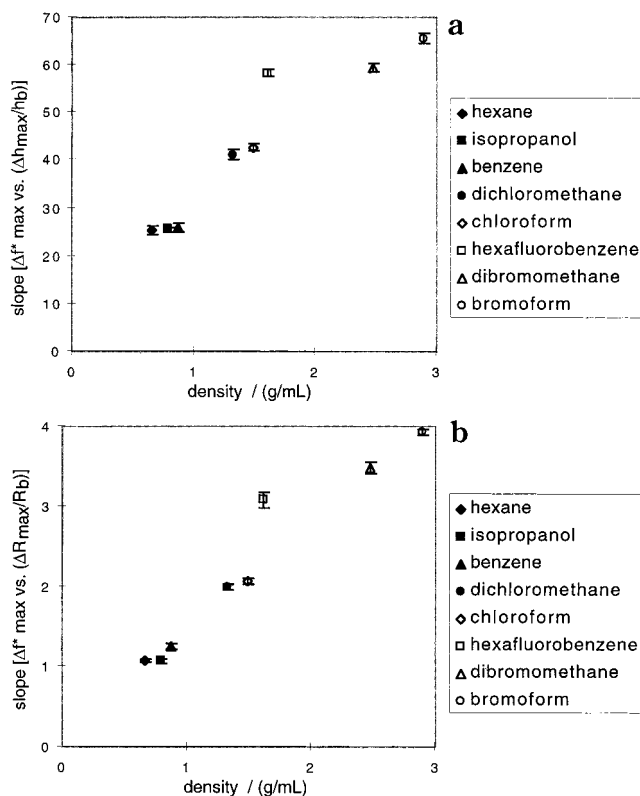 a
70
60
50
40
30
20
10
0
slope [Δf* max vs. (Δhmax/hb)]
0 1 2 3
density / (g/mL)
hexane
isopropanol
benzene
dichloromethane
chloroform
hexafluorobenzene
dibromomethane
bromoform
b
4
3
2
1
0
slope [Δf* max vs. (ΔRmax/Rb)]
0 1 2 3
density / (g/mL)
hexane
isopropanol
benzene
dichloromethane
chloroform
hexafluorobenzene
dibromomethane
bromoform